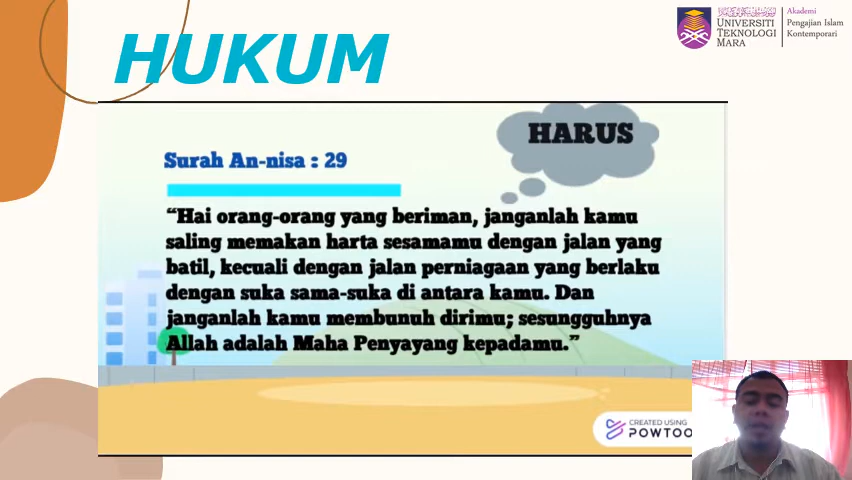 HUKUM
UNIVERSITI
TEKNOLOGI
MARA
Akademi
Pengajian Islam
Kontemporari
HARUS
Surah An-nisa : 29
“Hai orang-orang yang beriman, janganlah kamu
saling memakan harta sesamamu dengan jalan yang
batil, kecuali dengan jalan perniagaan yang berlaku
dengan suka sama-suka di antara kamu. Dan
janganlah kamu membunuh dirimu; sesungguhnya
Allah adalah Maha Penyayang kepadamu.”
CREATED USING
POWTOO